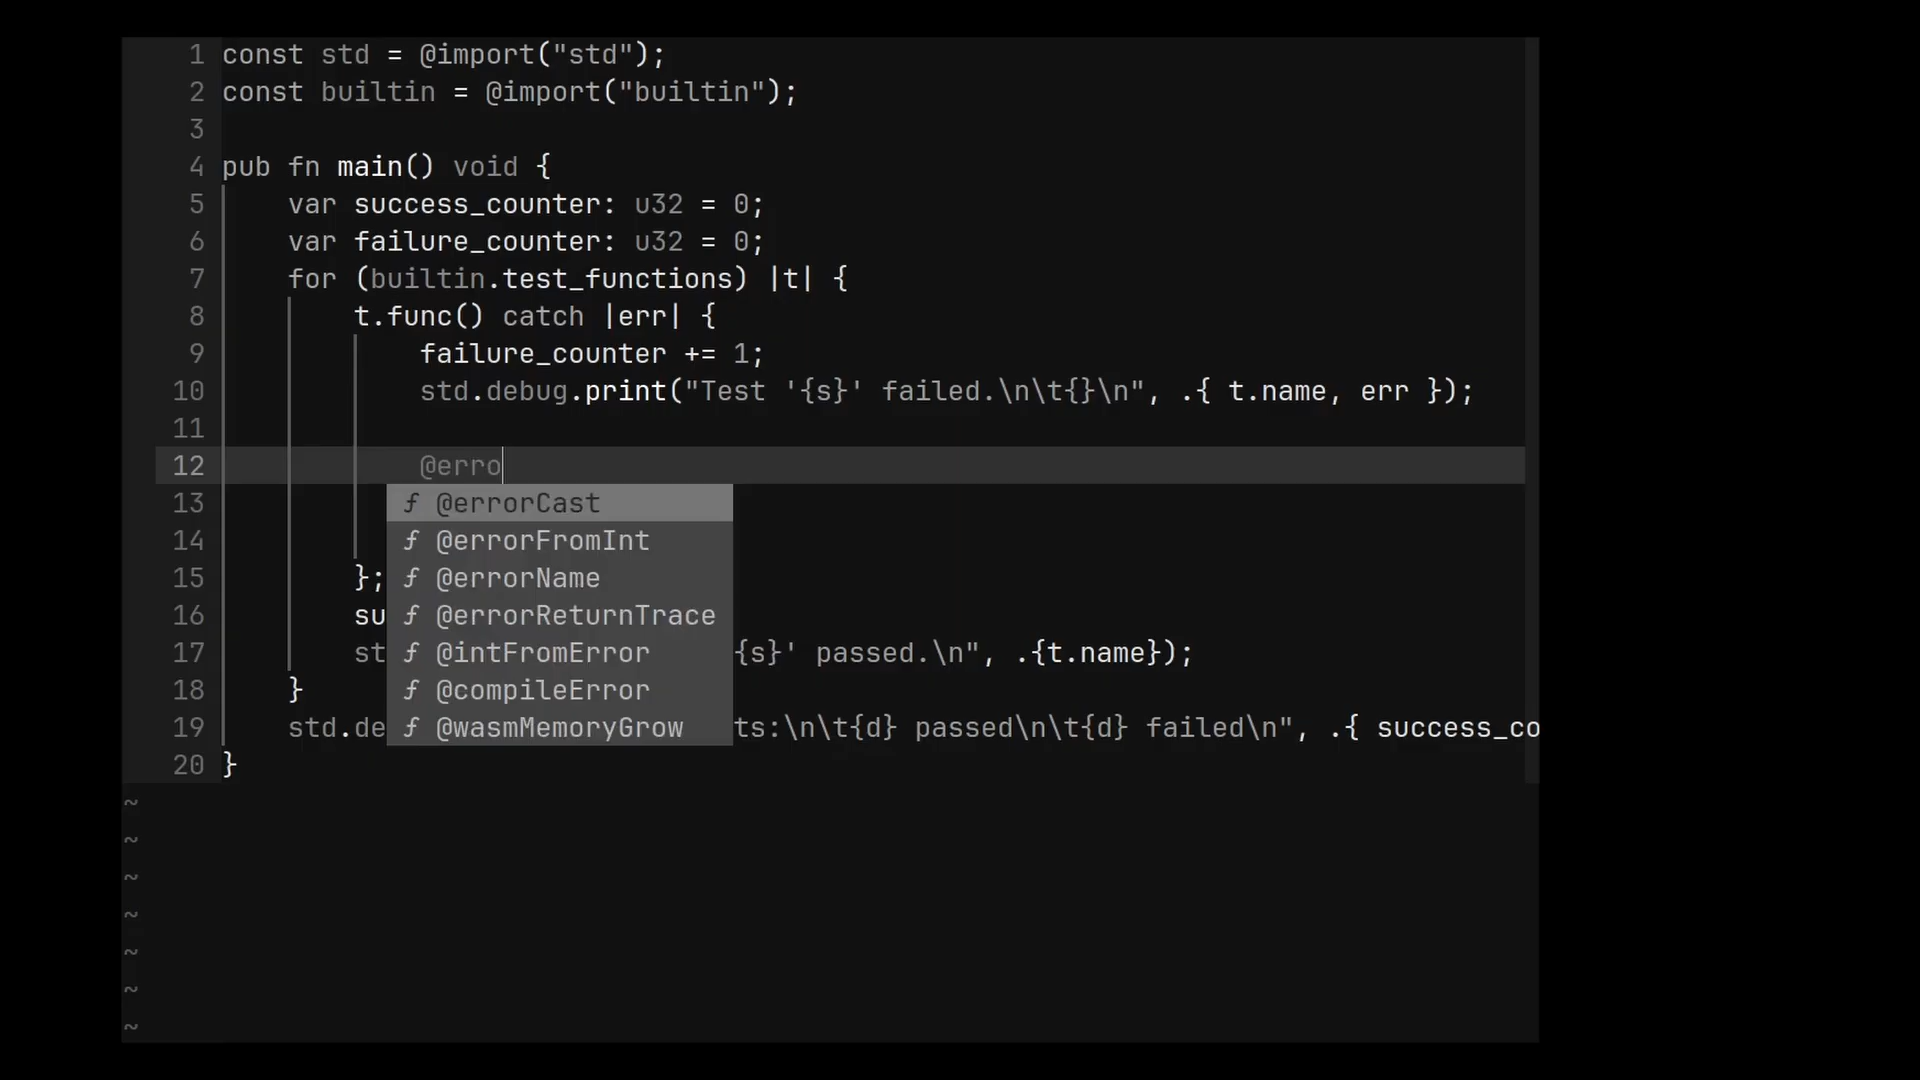 1 const std = @import("std");
2 const builtin = @import("builtin");
3
4 pub fn main() void {
5     var success_counter: u32 = 0;
6     var failure_counter: u32 = 0;
7     for (builtin.test_functions) |t| {
8         t.func() catch |err| {
9             failure_counter += 1;
10             std.debug.print("Test '{s}' failed.\n\t{}\n", .{ t.name, err });
11
12             @erro
13 f @errorCast
14 f @errorFromInt
15         }; f @errorName
16         su f @errorReturnTrace
17         st f @intFromError {s}' passed.\n", .{t.name});
18     } f @compileError
19     std.de f @wasmMemoryGrow ts:\n\t{d} passed\n\t{d} failed\n", .{ success_co
20 }
~
~
~
~
~
~
~